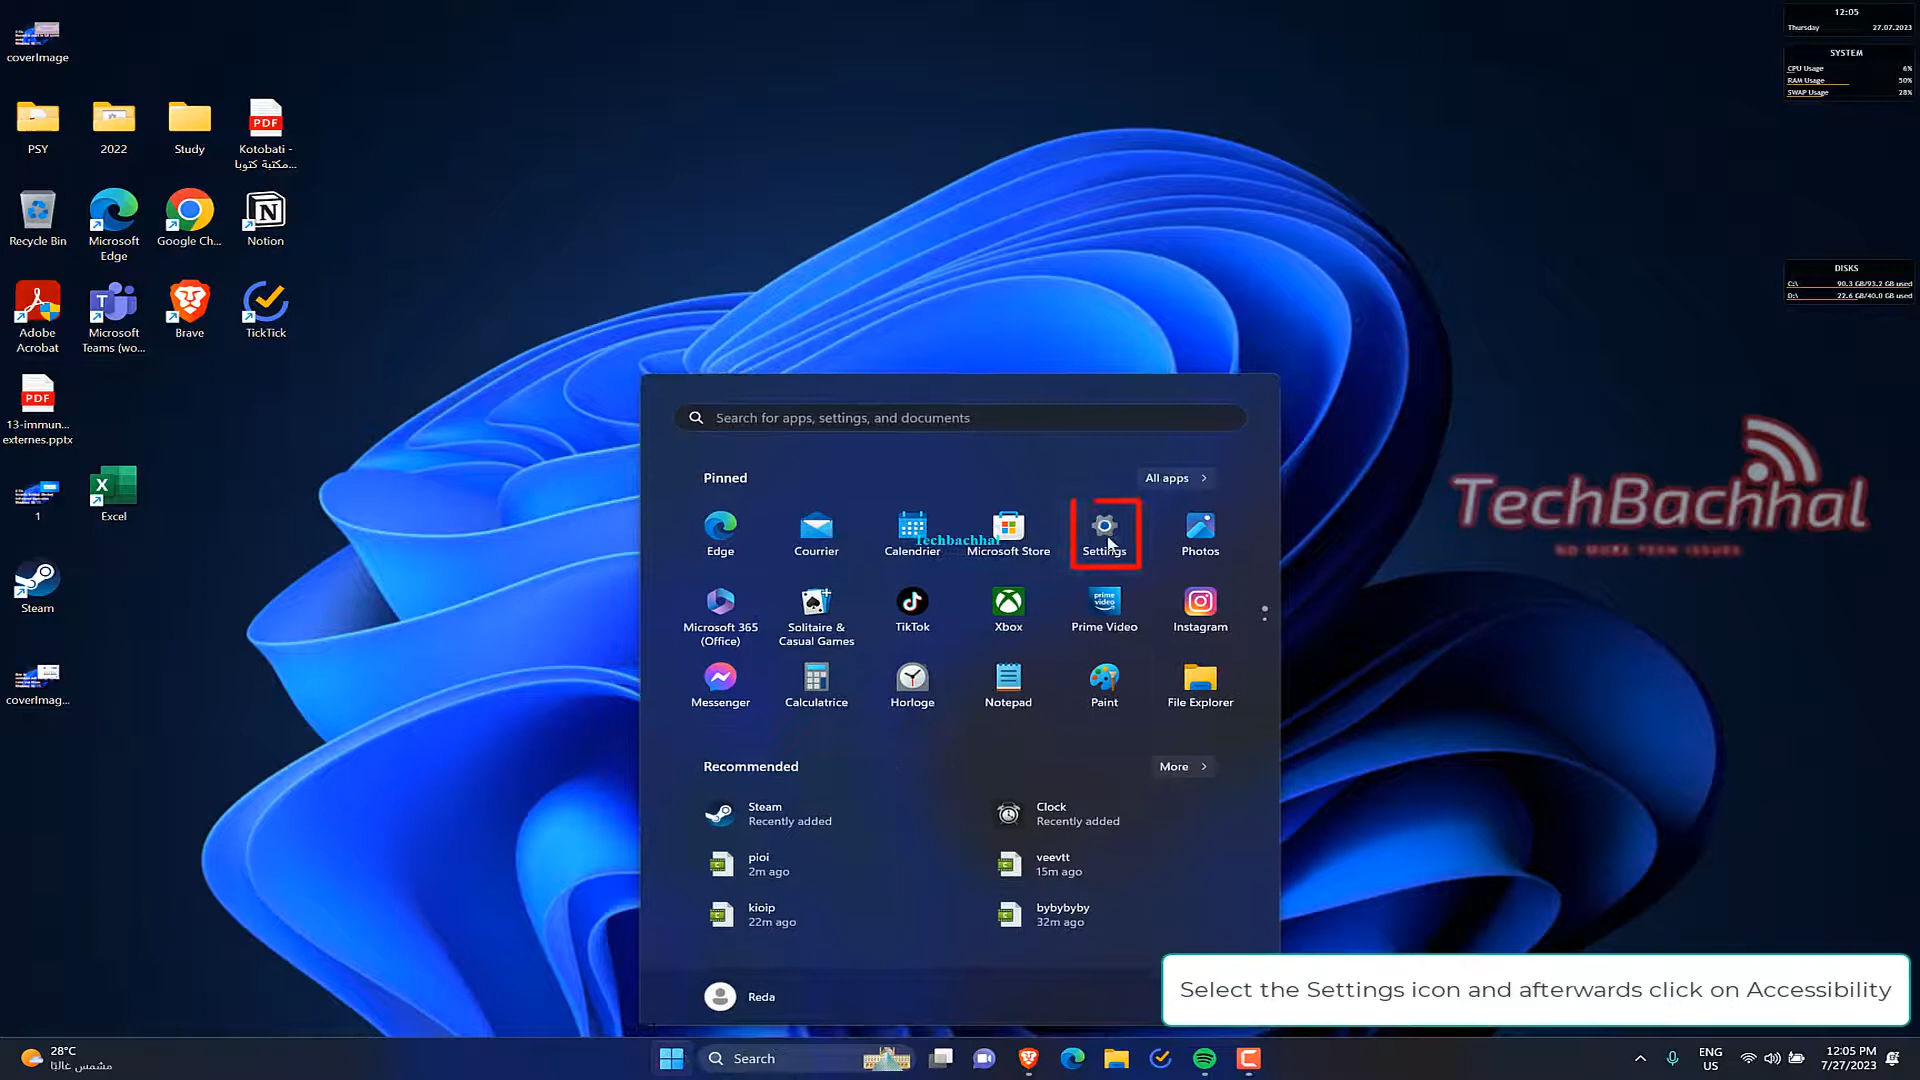 coverImage
PSY
2022
Study
Kotobati -
مكتبة كتوبا...
PDF
Recycle Bin
Microsoft
Edge
Google Ch...
Notion
Adobe
Acrobat
Microsoft
Teams (wo...
Brave
TickTick
PDF
13-immun...
externes.pptx
1
Excel
Steam
coverImag...
12:05
Thursday 27.07.2023
SYSTEM
CPU Usage 6%
RAM Usage 50%
SWAP Usage 28%
DISKS
C:\ 90.3 GB/93.2 GB used
D:\ 22.6 GB/40.0 GB used
TechBachhal
NO MORE TECH ISSUES
Search for apps, settings, and documents
Pinned
All apps
Edge
Courrier
Calendrier
Techbachhal
Microsoft Store
Settings
Photos
Microsoft 365
(Office)
Solitaire &
Casual Games
TikTok
Xbox
prime
video
Prime Video
Instagram
Messenger
Calculatrice
Horloge
Notepad
Paint
File Explorer
Recommended
More
Steam
Recently added
Clock
Recently added
pioi
2m ago
veevtt
15m ago
kioip
22m ago
bybybyby
32m ago
Reda
Select the Settings icon and afterwards click on Accessibility
28°C
مشمس غالبًا
Search
ENG
US
12:05 PM
7/27/2023